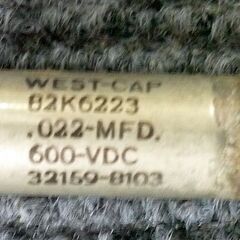 WEST-CAP
82K6223
.022-MFD.
600-VDC
32159-8103